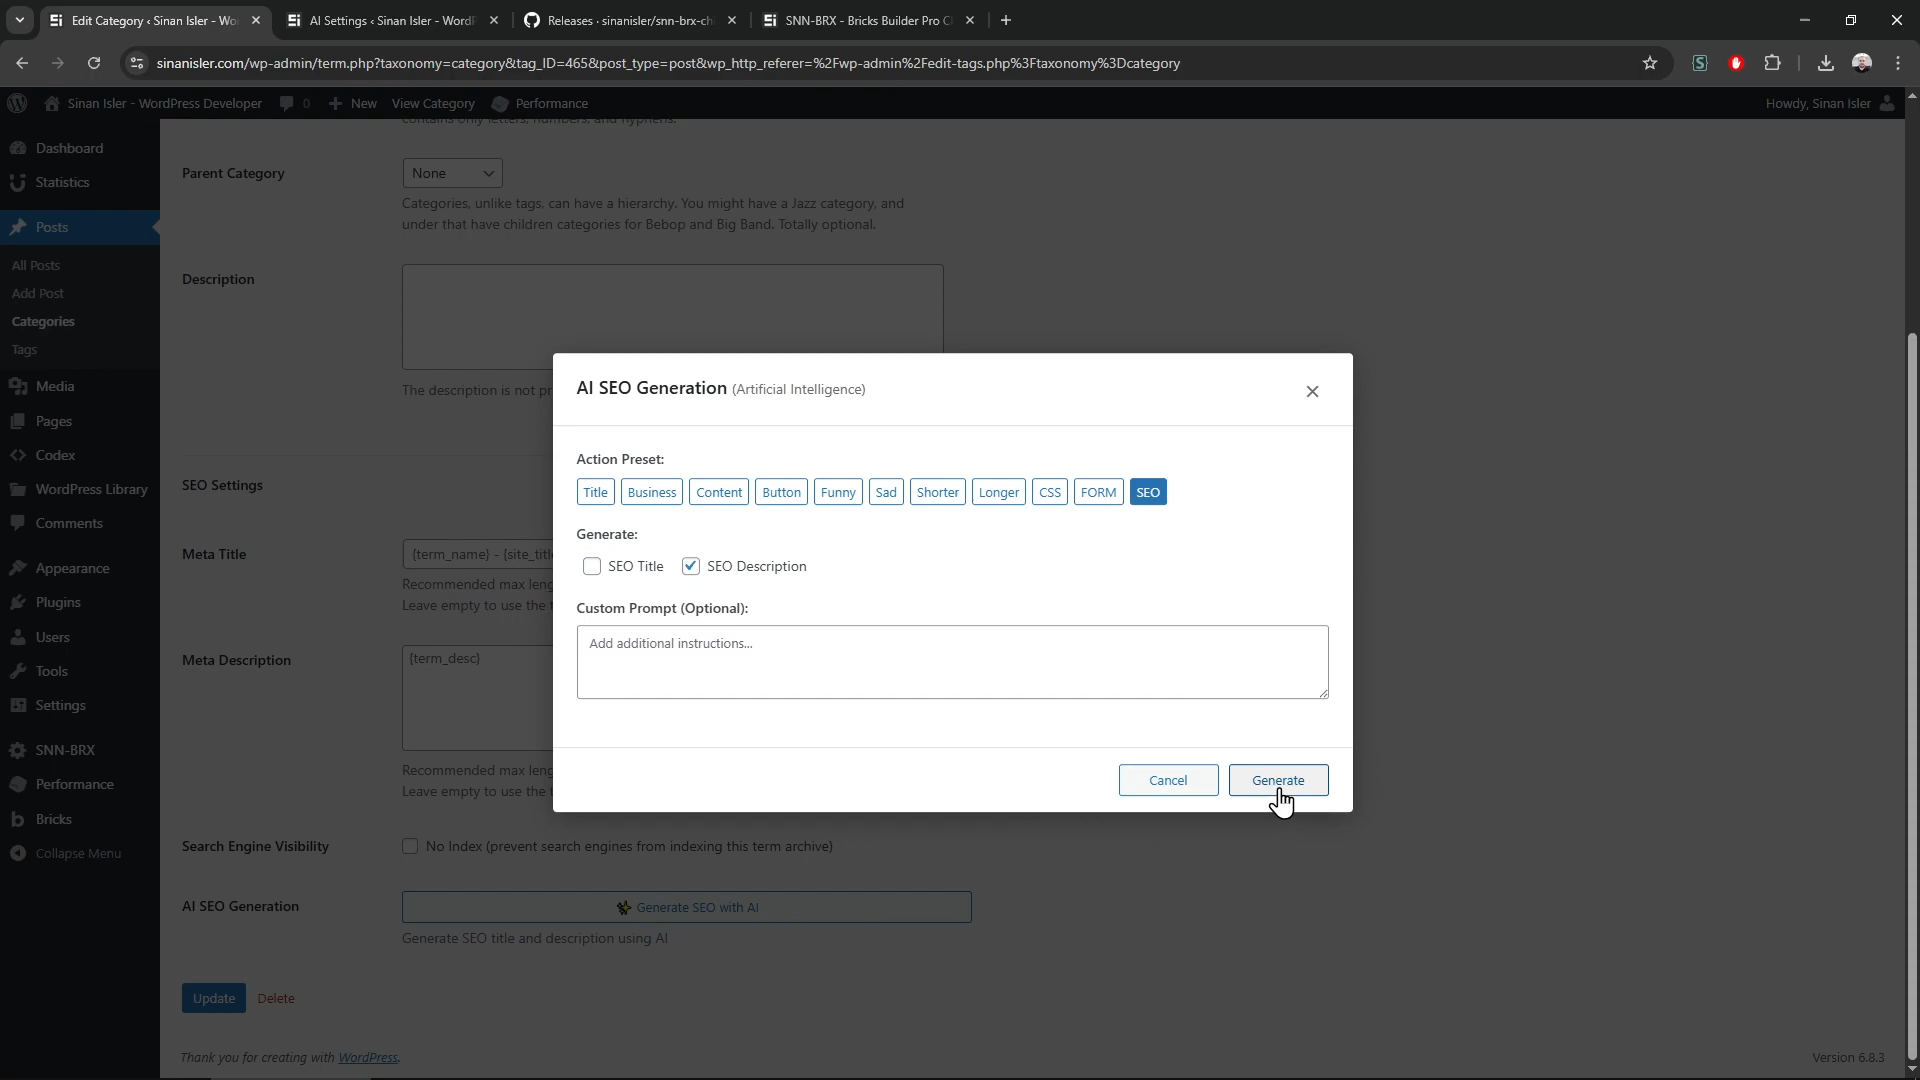 Edit Category ‹ Sinan Isler - Wo
AI Settings ‹ Sinan Isler - WordP
Releases · sinanisler/snn-brx-ch
SNN-BRX - Bricks Builder Pro C
sinanisler.com/wp-admin/term.php?taxonomy=category&tag_ID=465&post_type=post&wp_http_referer=%2Fwp-admin%2Fedit-tags.php%3Ftaxonomy%3Dcategory
Sinan Isler - WordPress Developer
0
New
View Category
Performance
Howdy, Sinan Isler
contains only letters, numbers, and hyphens.
Dashboard
Statistics
Posts
All Posts
Add Post
Categories
Tags
Media
Pages
Codex
WordPress Library
Comments
Appearance
Plugins
Users
Tools
Settings
SNN-BRX
Performance
Bricks
Collapse Menu
Parent Category
None
Categories, unlike tags, can have a hierarchy. You might have a Jazz category, and
under that have children categories for Bebop and Big Band. Totally optional.
Description
The description is not pr
SEO Settings
Meta Title
{term_name} - {site_title
Recommended max leng
Leave empty to use the t
Meta Description
{term_desc}
Recommended max leng
Leave empty to use the t
AI SEO Generation (Artificial Intelligence)
Action Preset:
Title
Business
Content
Button
Funny
Sad
Shorter
Longer
CSS
FORM
SEO
Generate:
SEO Title
SEO Description
Custom Prompt (Optional):
Add additional instructions...
Cancel
Generate
Search Engine Visibility
No Index (prevent search engines from indexing this term archive)
AI SEO Generation
Generate SEO with AI
Generate SEO title and description using AI
Update
Delete
Thank you for creating with WordPress.
Version 6.8.3